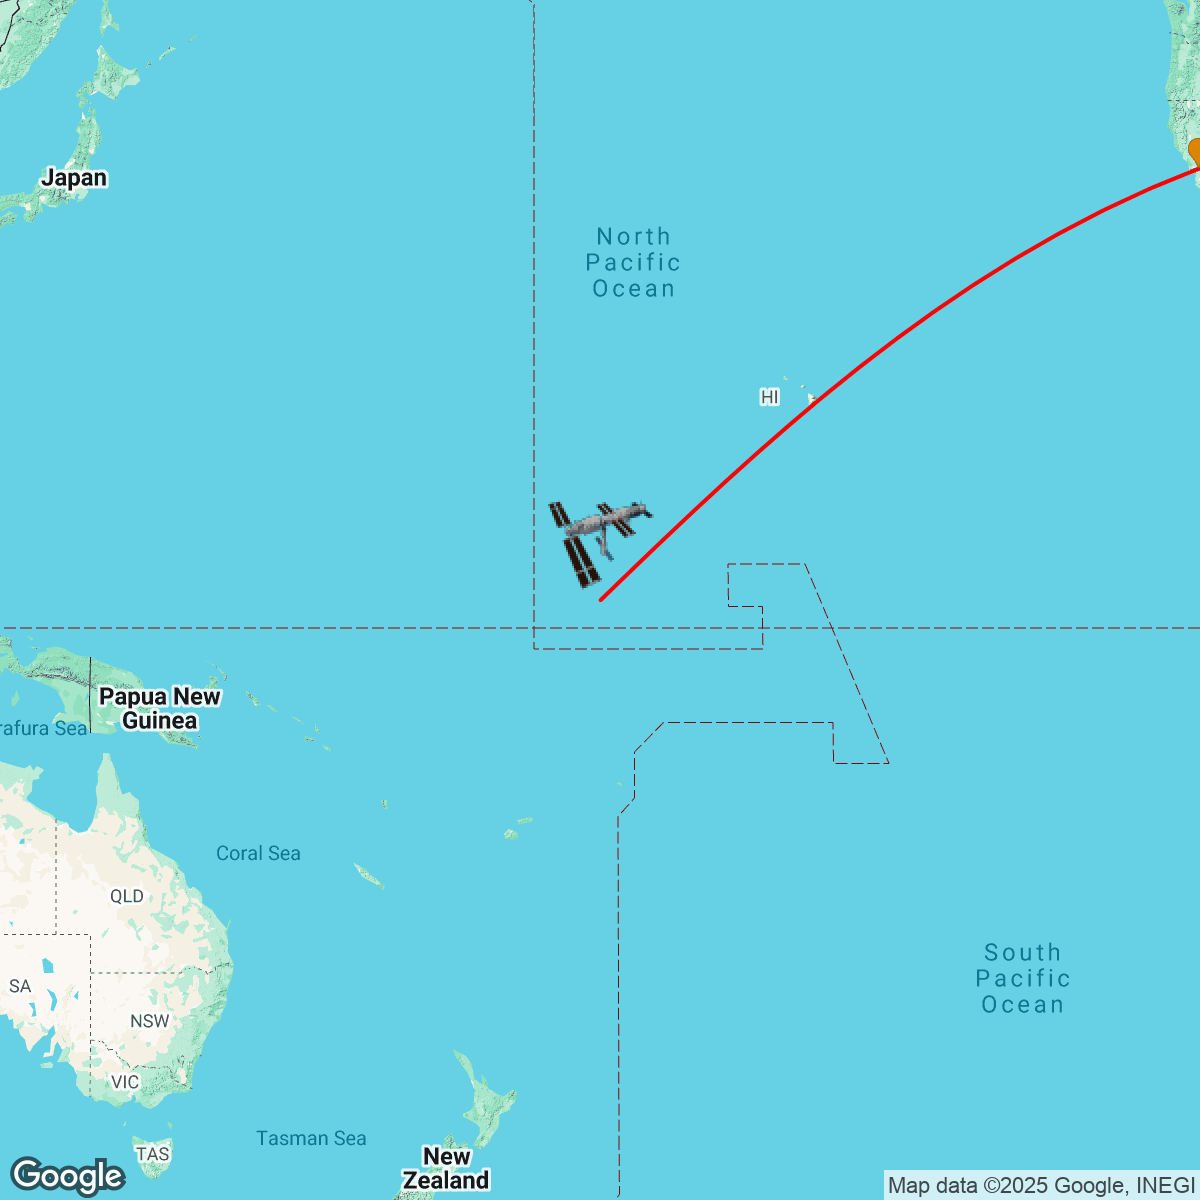 Japan
North
Pacific
Ocean
HI
Papua New
Guinea
rafura Sea
Coral Sea
QLD
South
Pacific
Ocean
SA
NSW
VIC
Tasman Sea
TAS
New
Zealand
Google
Map data ©2025 Google, INEGI